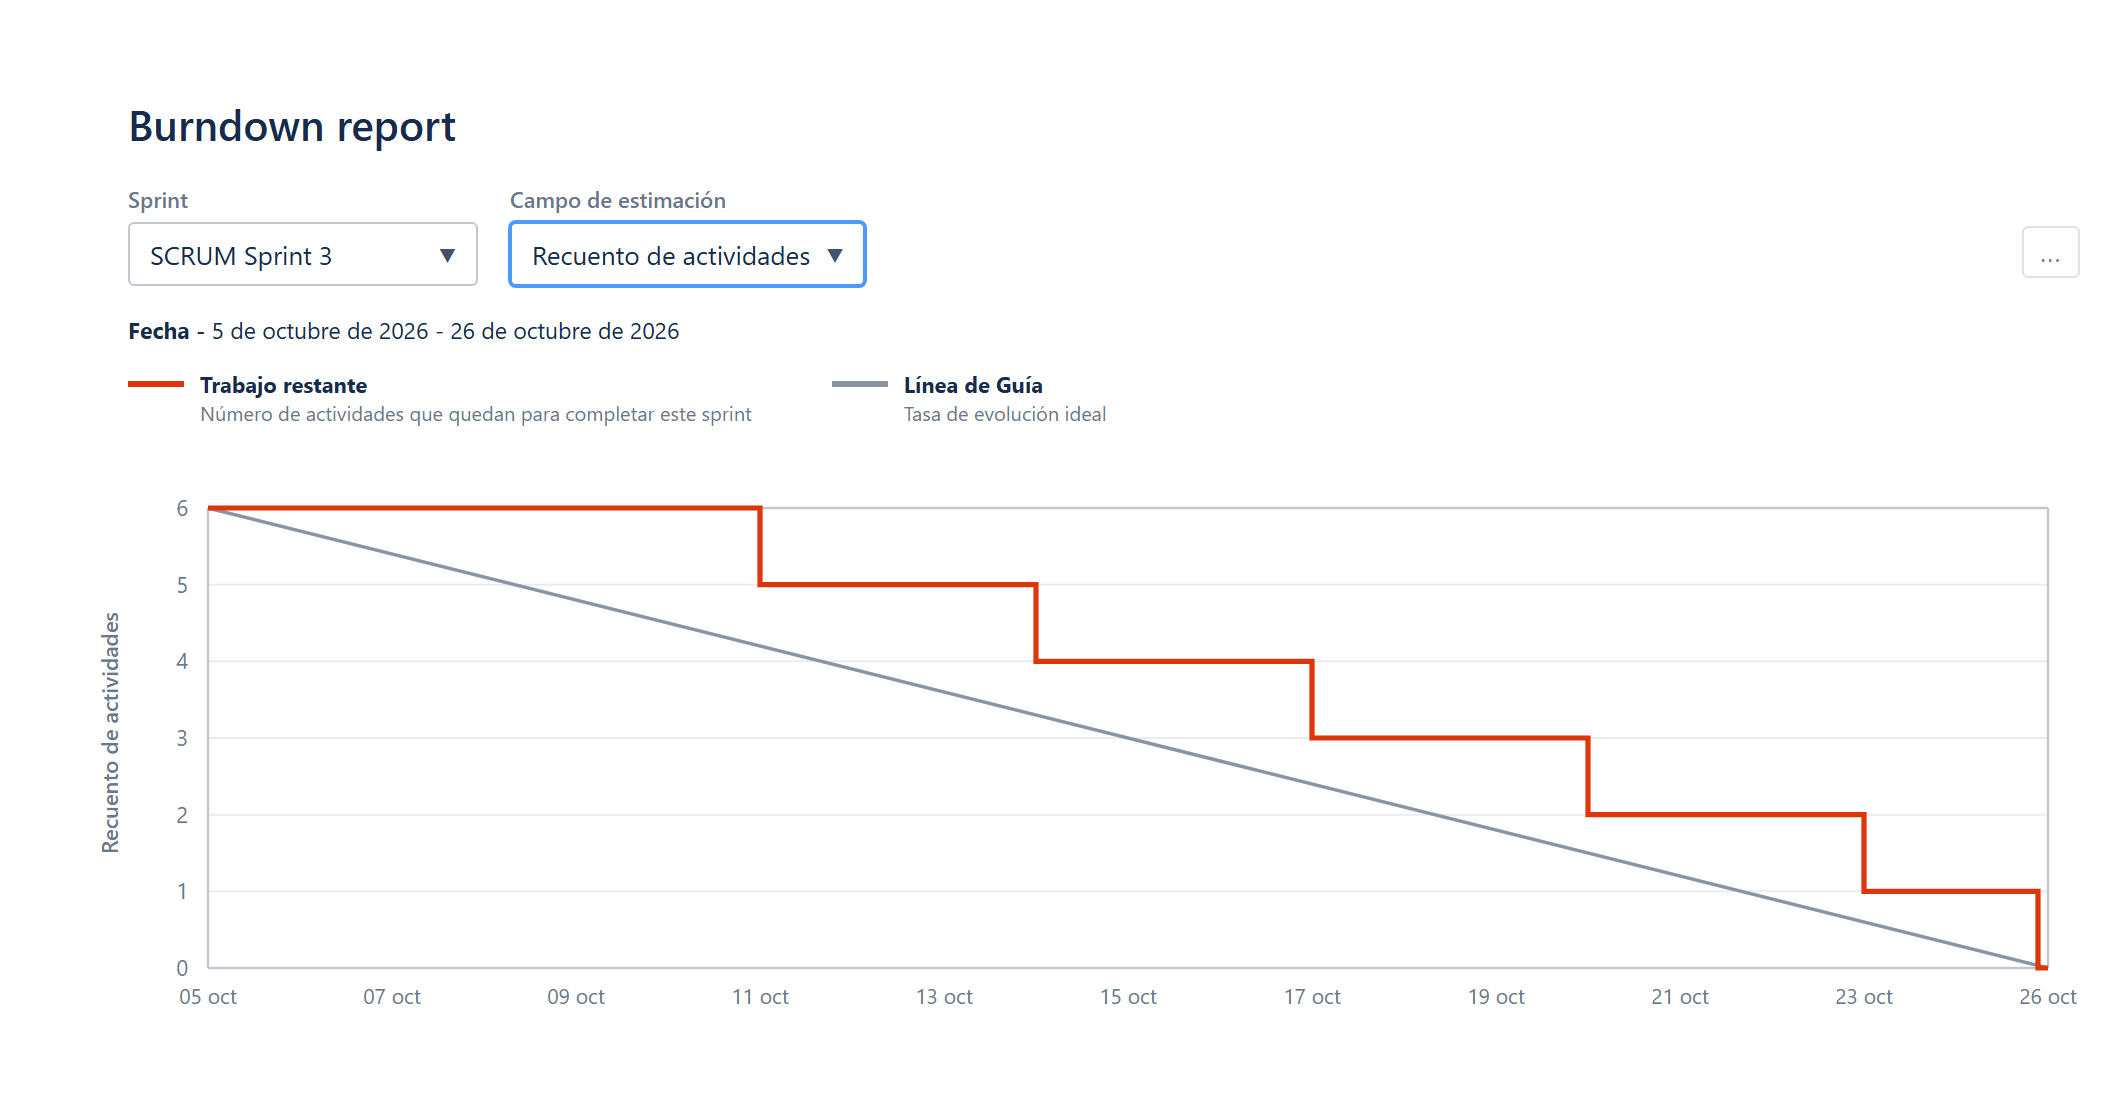 Burndown report
Sprint
Campo de estimación
SCRUM Sprint 3 ▼
Recuento de actividades ▼
...
Fecha - 5 de octubre de 2026 - 26 de octubre de 2026
Trabajo restante
Número de actividades que quedan para completar este sprint
Línea de Guía
Tasa de evolución ideal
Recuento de actividades
6
5
4
3
2
1
0
05 oct
07 oct
09 oct
11 oct
13 oct
15 oct
17 oct
19 oct
21 oct
23 oct
26 oct